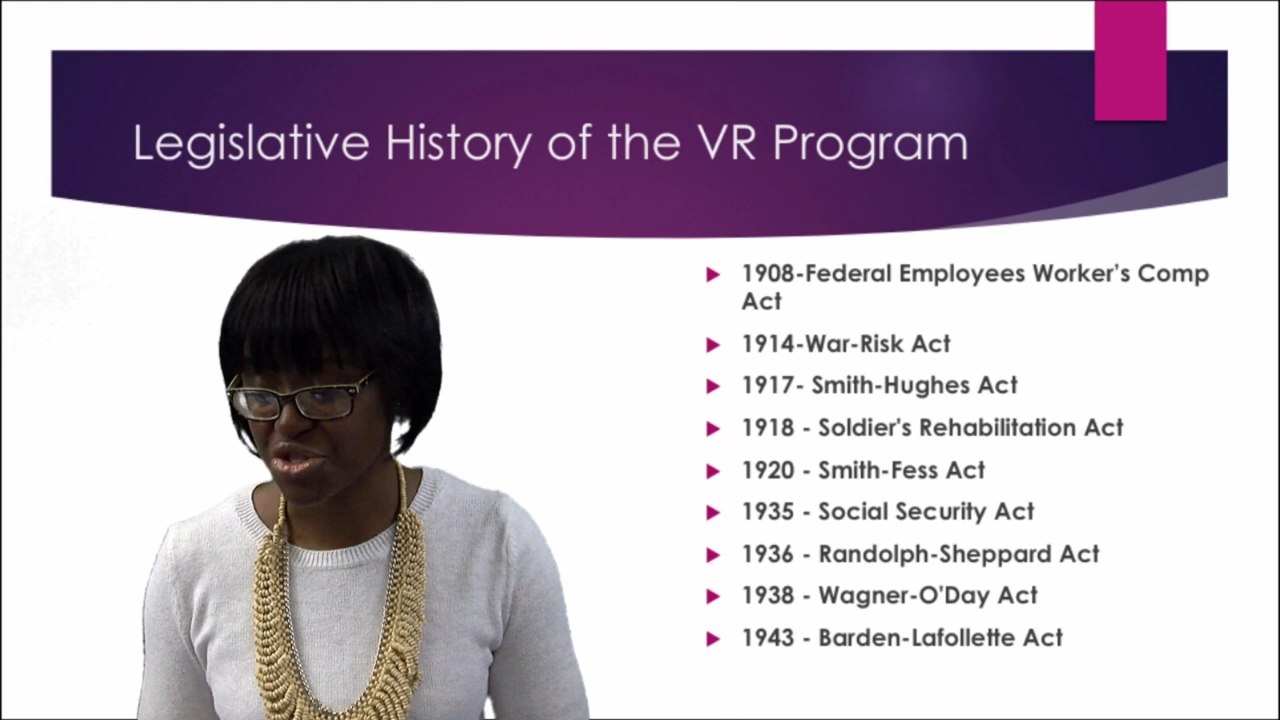 Legislative History of the VR Program
1908-Federal Employees Worker's Comp
Act
1914-War-Risk Act
1917- Smith-Hughes Act
1918 - Soldier's Rehabilitation Act
1920 - Smith-Fess Act
1935 - Social Security Act
1936 - Randolph-Sheppard Act
1938 - Wagner-O'Day Act
1943 - Barden-Lafollette Act